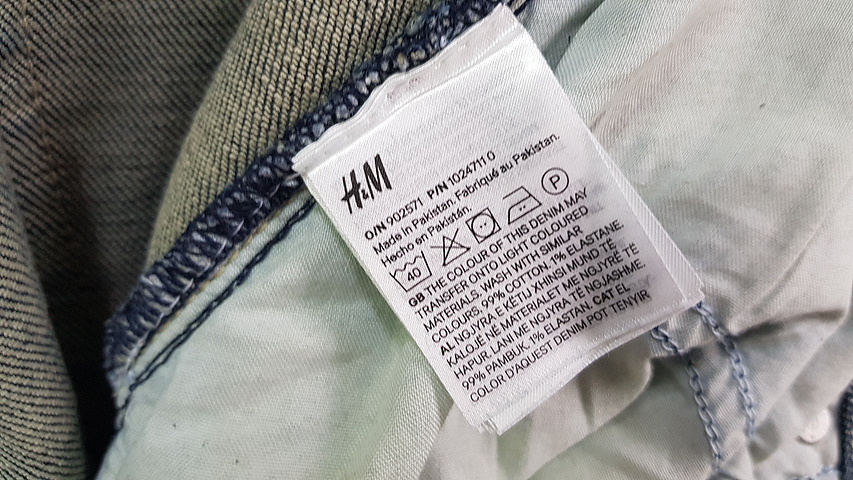 H&M
O/N 902571 P/N 1024711 0
Made in Pakistan. Fabriqué au Pakistan.
Hecho en Pakistán.
40 P
GB THE COLOUR OF THIS DENIM MAY
TRANSFER ONTO LIGHT COLOURED
MATERIALS, WASH WITH SIMILAR
COLOURS, 99% COTTON, 1% ELASTANE.
AL NGJYRA E KËTIJ XHINSI MUND TË
KALOJË NË MATERIALET ME NGJYRË TË
HAPUR. LANI ME NGJYRA TË NGJASHME.
99% PAMBUK, 1% ELASTAN. CAT EL
COLOR D'AQUEST DENIM POT TENYIR